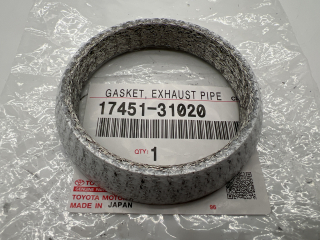 GASKET, EXHAUST PIPE
17451-31020
QTY: 1
TOYOTA MOTOR
MADE IN JAPAN